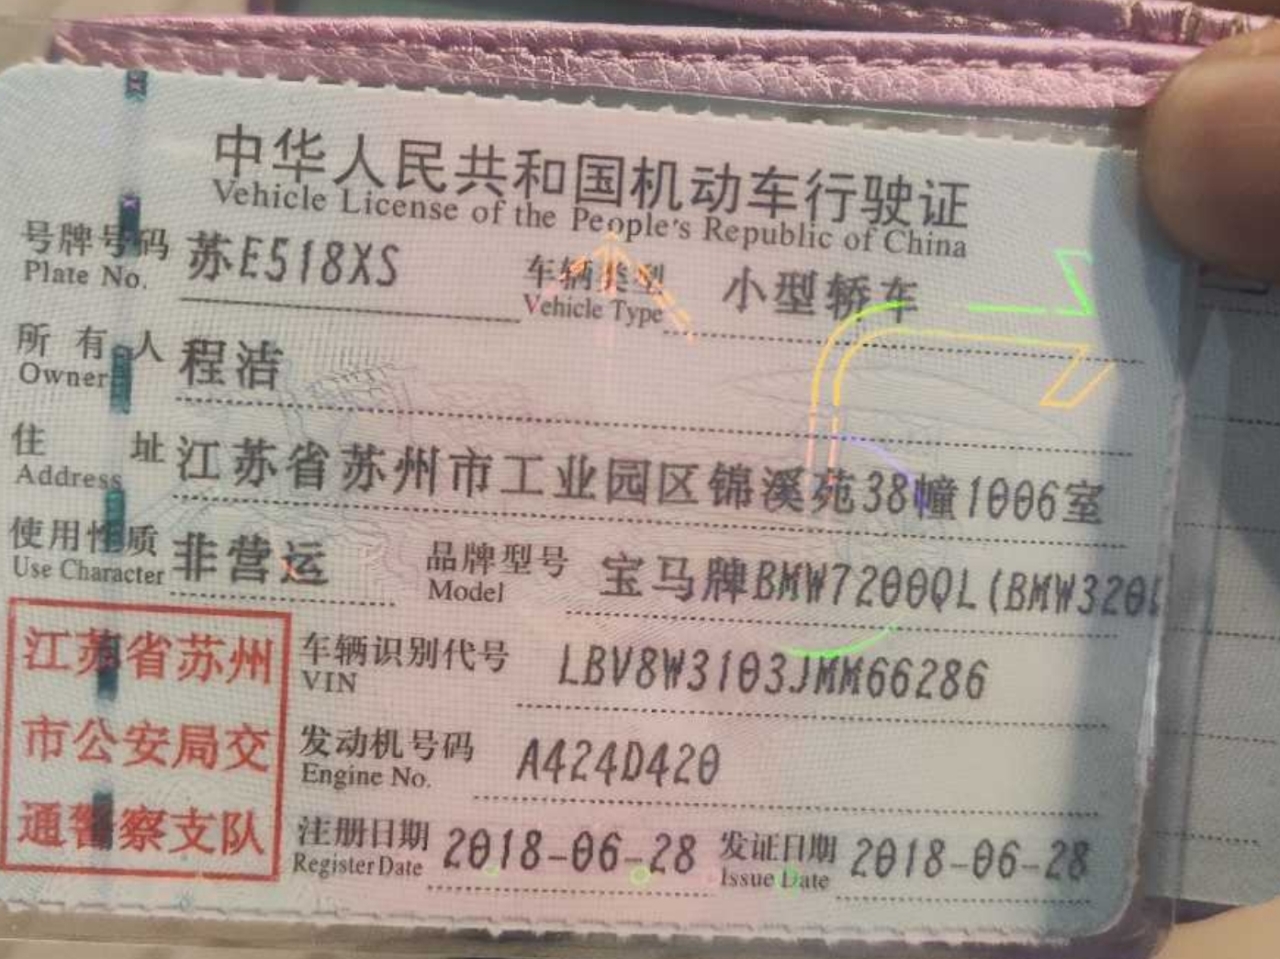 中华人民共和国机动车行驶证
Vehicle License of the People's Republic of China
号牌号码 苏E518XS 车辆类型 小型轿车
Plate No. Vehicle Type
所有人 程洁
Owner
住址 江苏省苏州市工业园区锦溪苑38幢1006室
Address
使用性质 非营运 品牌型号 宝马牌BMW7200QL(BMW320
Use Character Model
江苏省苏州
市公安局交
通警察支队
车辆识别代号 LBV8W3103JMM66286
VIN
发动机号码 A424D420
Engine No.
注册日期 2018-06-28 发证日期 2018-06-28
Register Date Issue Date